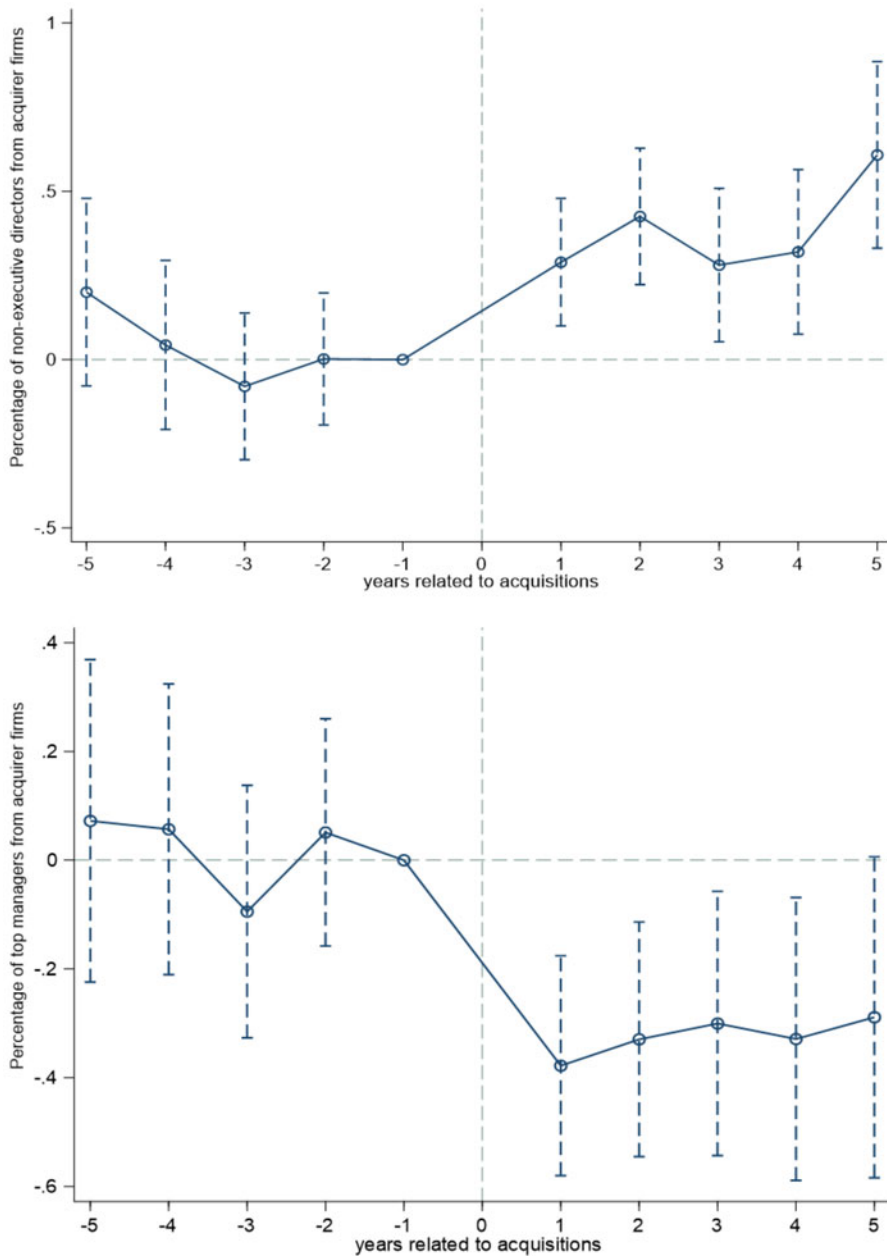 Percentage of non-executive directors from acquirer firms
1
.5
0
-.5
-5 -4 -3 -2 -1 0 1 2 3 4 5
years related to acquisitions
Percentage of top managers from acquirer firms
.4
.2
0
-.2
-.4
-.6
-5 -4 -3 -2 -1 0 1 2 3 4 5
years related to acquisitions